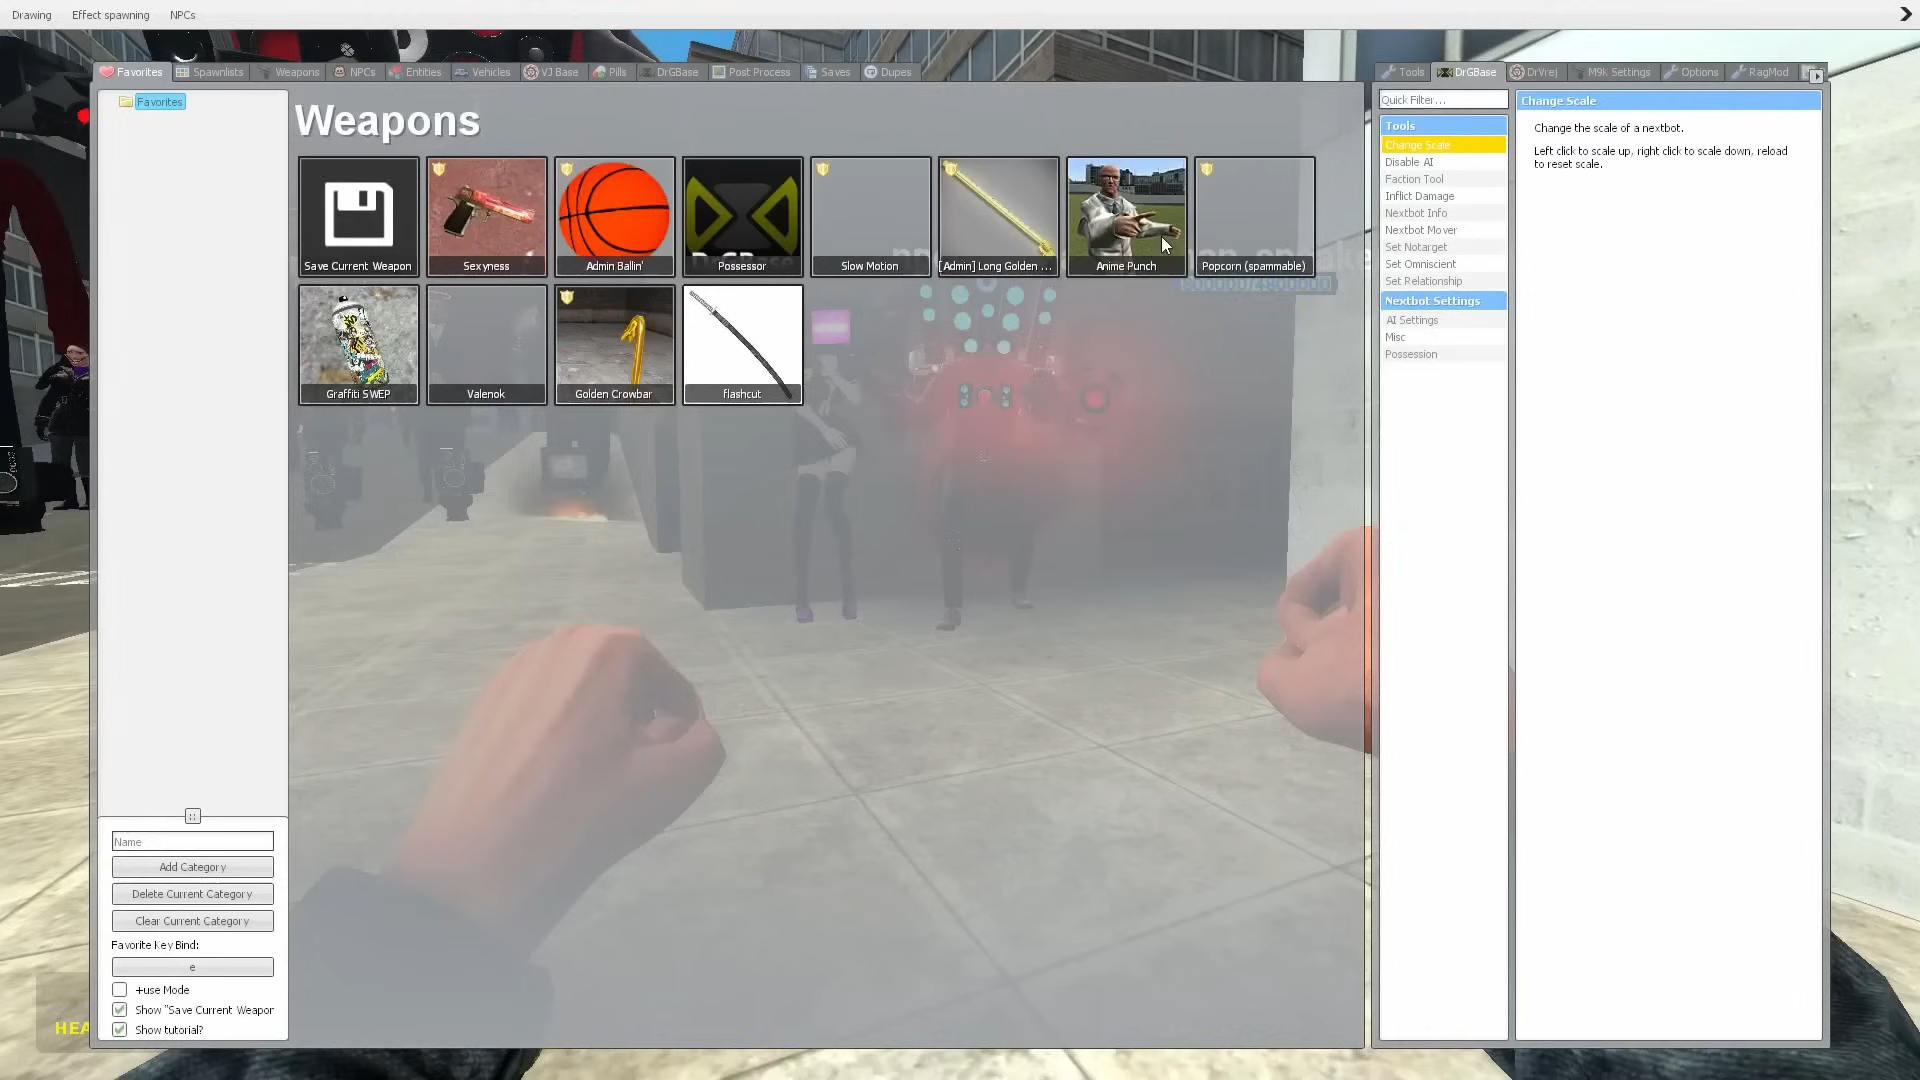 Drawing Effect spawning NPCs
Favorites Spawnlists Weapons NPCs Entities Vehicles VJ Base Pills DrGBase Post Process Saves Dupes
Tools DrGBase DrVrej M9k Settings Options RagMod
Favorites
Weapons
Save Current Weapon
Sexyness
Admin Ballin'
Possessor
Slow Motion
[Admin] Long Golden ...
Anime Punch
Popcorn (spammable)
Graffiti SWEP
Valenok
Golden Crowbar
flashcut
Name
Add Category
Delete Current Category
Clear Current Category
Favorite Key Bind:
e
+use Mode
Show "Save Current Weapor
Show tutorial?
HEA
Quick Filter...
Tools
Change Scale
Disable AI
Faction Tool
Inflict Damage
Nextbot Info
Nextbot Mover
Set Notarget
Set Omniscient
Set Relationship
Nextbot Settings
AI Settings
Misc
Possession
Change Scale
Change the scale of a nextbot.
Left click to scale up, right click to scale down, reload
to reset scale.